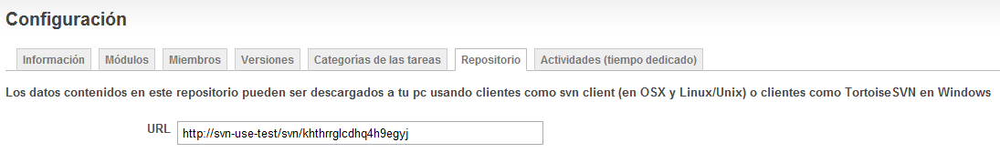 Configuración
Información Módulos Miembros Versiones Categorías de las tareas Repositorio Actividades (tiempo dedicado)
Los datos contenidos en este repositorio pueden ser descargados a tu pc usando clientes como svn client (en OSX y Linux/Unix) o clientes como TortoiseSVN en Windows
URL http://svn-use-test/svn/khthrrglcdhq4h9egyj